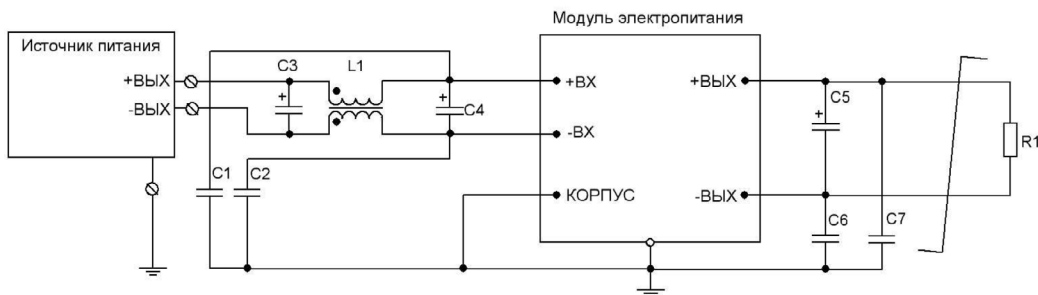 Модуль электропитания
Источник питания
C3
L1
+ВЫХ
+ВХ
+ВЫХ
+
+
C4
C5
+
-ВЫХ
-ВХ
R1
C1
C2
КОРПУС
-ВЫХ
C6
C7